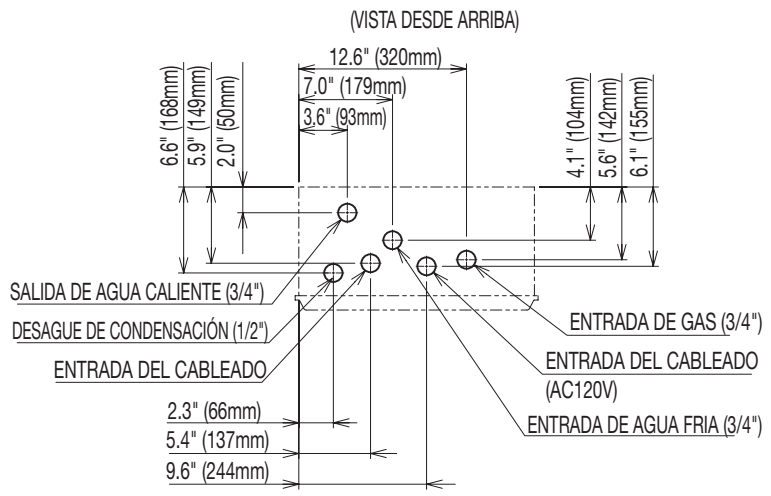 (VISTA DESDE ARRIBA)
12.6" (320mm)
7.0" (179mm)
3.6" (93mm)
6.6" (168mm)
5.9" (149mm)
2.0" (50mm)
4.1" (104mm)
5.6" (142mm)
6.1" (155mm)
SALIDA DE AGUA CALIENTE (3/4")
DESAGUE DE CONDENSACIÓN (1/2")
ENTRADA DEL CABLEADO
ENTRADA DE GAS (3/4")
ENTRADA DEL CABLEADO
(AC120V)
ENTRADA DE AGUA FRIA (3/4")
2.3" (66mm)
5.4" (137mm)
9.6" (244mm)